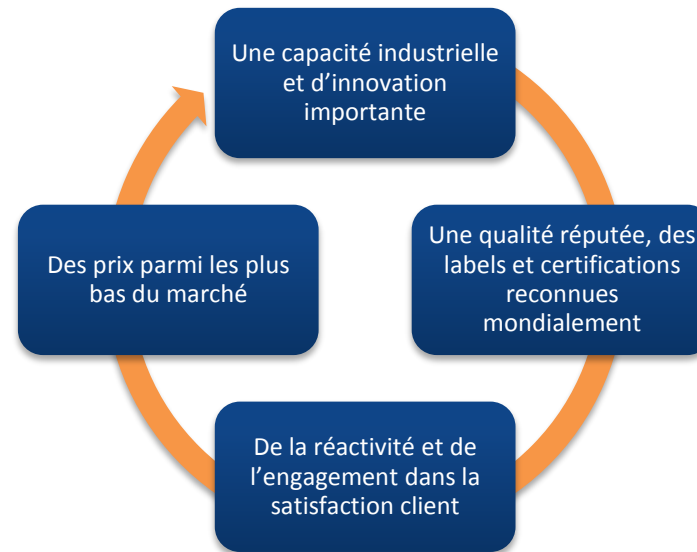 Une capacité industrielle
et d’innovation
importante
Une qualité réputée, des
labels et certifications
reconnues
mondialement
De la réactivité et de
l’engagement dans la
satisfaction client
Des prix parmi les plus
bas du marché